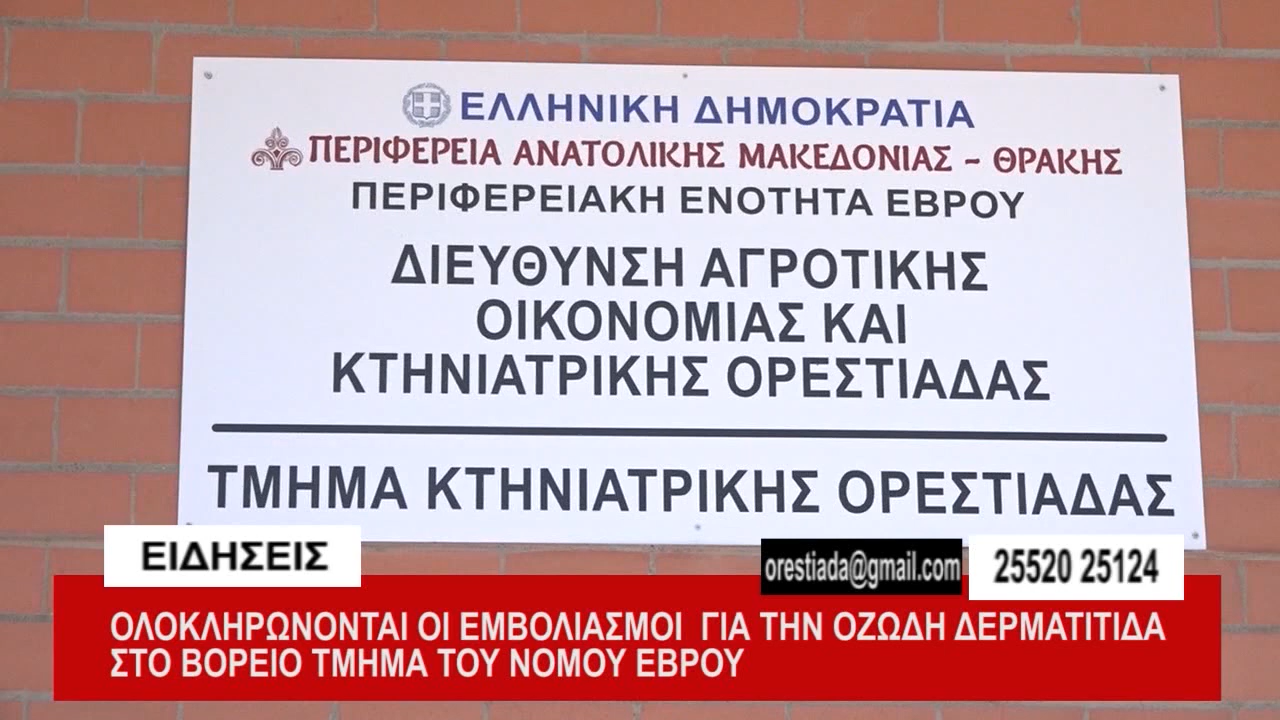 ΕΛΛΗΝΙΚΗ ΔΗΜΟΚΡΑΤΙΑ
ΠΕΡΙΦΕΡΕΙΑ ΑΝΑΤΟΛΙΚΗΣ ΜΑΚΕΔΟΝΙΑΣ - ΘΡΑΚΗΣ
ΠΕΡΙΦΕΡΕΙΑΚΗ ΕΝΟΤΗΤΑ ΕΒΡΟΥ
ΔΙΕΥΘΥΝΣΗ ΑΓΡΟΤΙΚΗΣ
ΟΙΚΟΝΟΜΙΑΣ ΚΑΙ
ΚΤΗΝΙΑΤΡΙΚΗΣ ΟΡΕΣΤΙΑΔΑΣ
ΤΜΗΜΑ ΚΤΗΝΙΑΤΡΙΚΗΣ ΟΡΕΣΤΙΑΔΑΣ
ΕΙΔΗΣΕΙΣ
orestiada@gmail.com
25520 25124
ΟΛΟΚΛΗΡΩΝΟΝΤΑΙ ΟΙ ΕΜΒΟΛΙΑΣΜΟΙ ΓΙΑ ΤΗΝ ΟΖΩΔΗ ΔΕΡΜΑΤΙΤΙΔΑ
ΣΤΟ ΒΟΡΕΙΟ ΤΜΗΜΑ ΤΟΥ ΝΟΜΟΥ ΕΒΡΟΥ